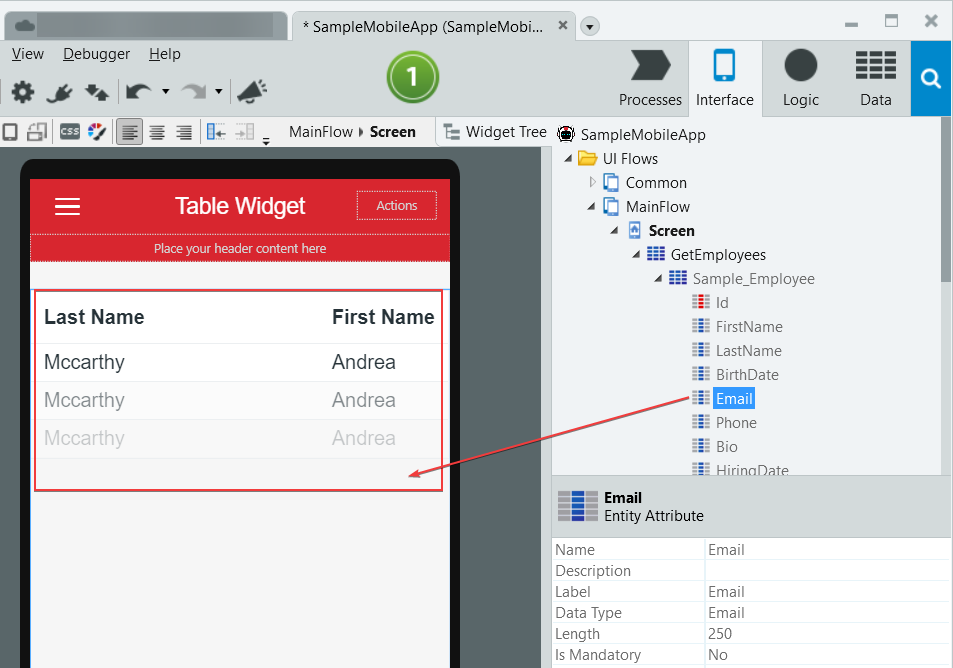 * SampleMobileApp (SampleMobi...
View Debugger Help
1
Processes Interface Logic Data
CSS
MainFlow Screen Widget Tree
SampleMobileApp
UI Flows
Common
MainFlow
Screen
GetEmployees
Sample_Employee
Id
FirstName
LastName
BirthDate
Email
Phone
Bio
HiringDate
Table Widget Actions
Place your header content here
Last Name First Name
Mccarthy Andrea
Mccarthy Andrea
Mccarthy Andrea
Email
Entity Attribute
Name Email
Description
Label Email
Data Type Email
Length 250
Is Mandatory No